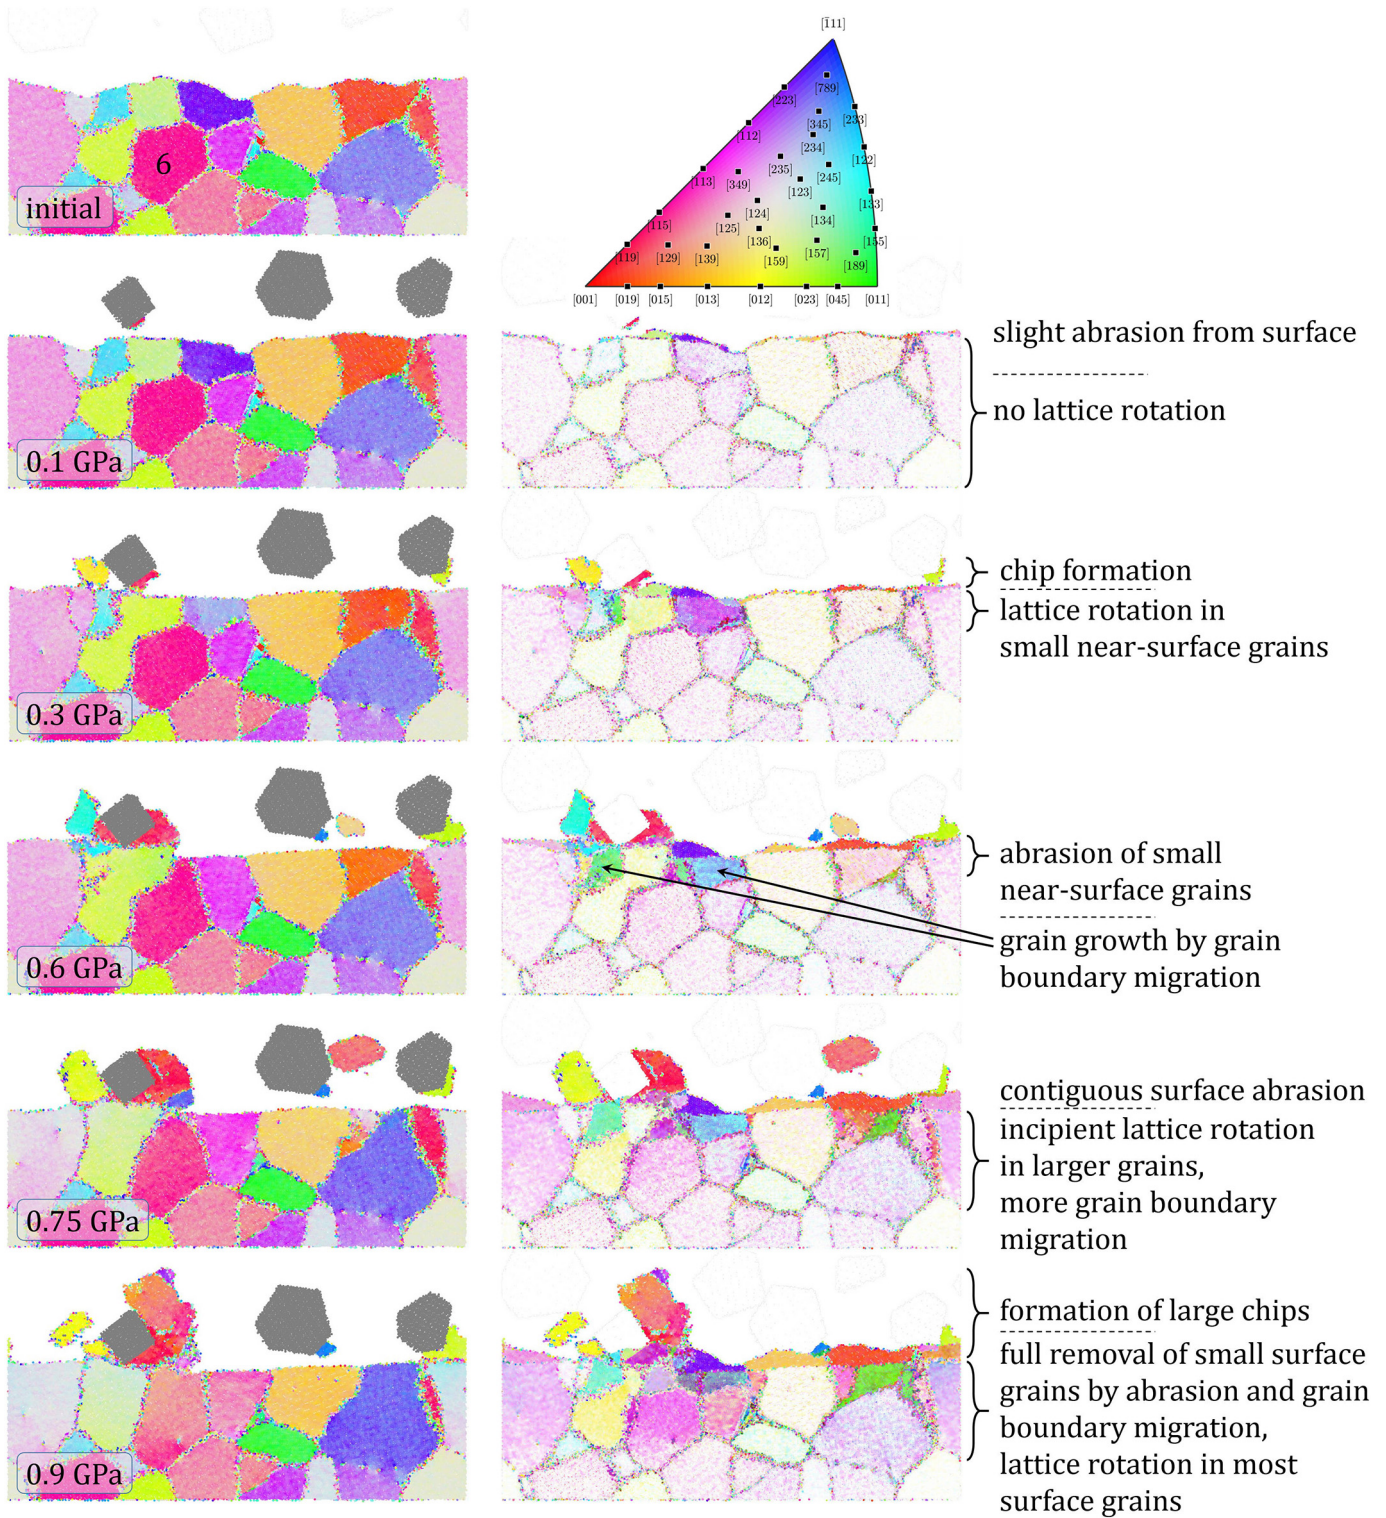 6
initial
[1̄11]
[789]
[223]
[345]
[233]
[112]
[234]
[122]
[235]
[245]
[113]
[349]
[123]
[133]
[124]
[115]
[125]
[134]
[136]
[155]
[119]
[129]
[139]
[159]
[157]
[189]
[001]
[019]
[015]
[013]
[012]
[023]
[045]
[011]
0.1 GPa
slight abrasion from surface
no lattice rotation
0.3 GPa
chip formation
lattice rotation in
small near-surface grains
0.6 GPa
abrasion of small
near-surface grains
grain growth by grain
boundary migration
0.75 GPa
contiguous surface abrasion
incipient lattice rotation
in larger grains,
more grain boundary
migration
0.9 GPa
formation of large chips
full removal of small surface
grains by abrasion and grain
boundary migration,
lattice rotation in most
surface grains